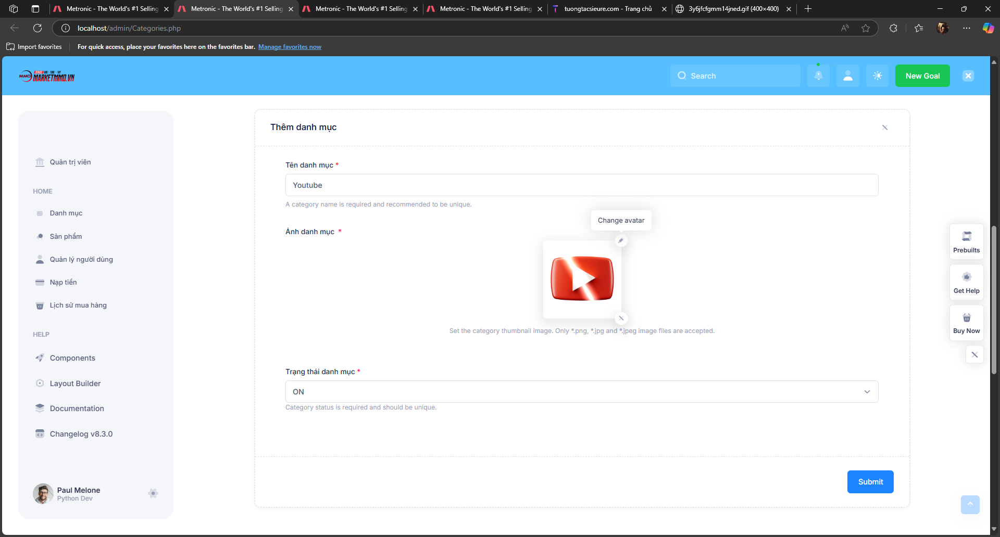 Metronic - The World's #1 Selling
Metronic - The World's #1 Selling
Metronic - The World's #1 Selling
Metronic - The World's #1 Selling
tuongtacsieure.com - Trang chủ
3y6jfcfgmm14jned.gif (400×400)
localhost/admin/Categories.php
Import favorites
For quick access, place your favorites here on the favorites bar. Manage favorites now
MMO MARKETMMO.VN
Search
New Goal
Quản trị viên
HOME
Danh mục
Sản phẩm
Quản lý người dùng
Nạp tiền
Lịch sử mua hàng
HELP
Components
Layout Builder
Documentation
Changelog v8.3.0
Paul Melone
Python Dev
Thêm danh mục
Tên danh mục *
Youtube
A category name is required and recommended to be unique.
Change avatar
Ảnh danh mục *
Set the category thumbnail image. Only *.png, *.jpg and *.jpeg image files are accepted.
Trạng thái danh mục *
ON
Category status is required and should be unique.
Submit
Prebuilts
Get Help
Buy Now